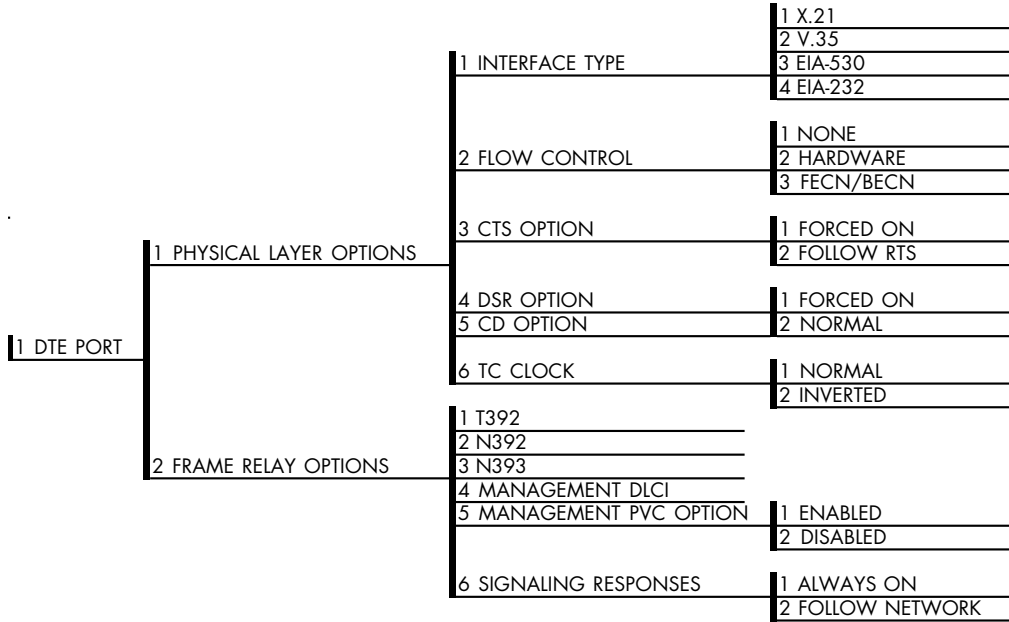 1 DTE PORT
1 PHYSICAL LAYER OPTIONS
1 INTERFACE TYPE
1 X.21
2 V.35
3 EIA-530
4 EIA-232
2 FLOW CONTROL
1 NONE
2 HARDWARE
3 FECN/BECN
3 CTS OPTION
1 FORCED ON
2 FOLLOW RTS
4 DSR OPTION
5 CD OPTION
1 FORCED ON
2 NORMAL
6 TC CLOCK
1 NORMAL
2 INVERTED
2 FRAME RELAY OPTIONS
1 T392
2 N392
3 N393
4 MANAGEMENT DLCI
5 MANAGEMENT PVC OPTION
1 ENABLED
2 DISABLED
6 SIGNALING RESPONSES
1 ALWAYS ON
2 FOLLOW NETWORK